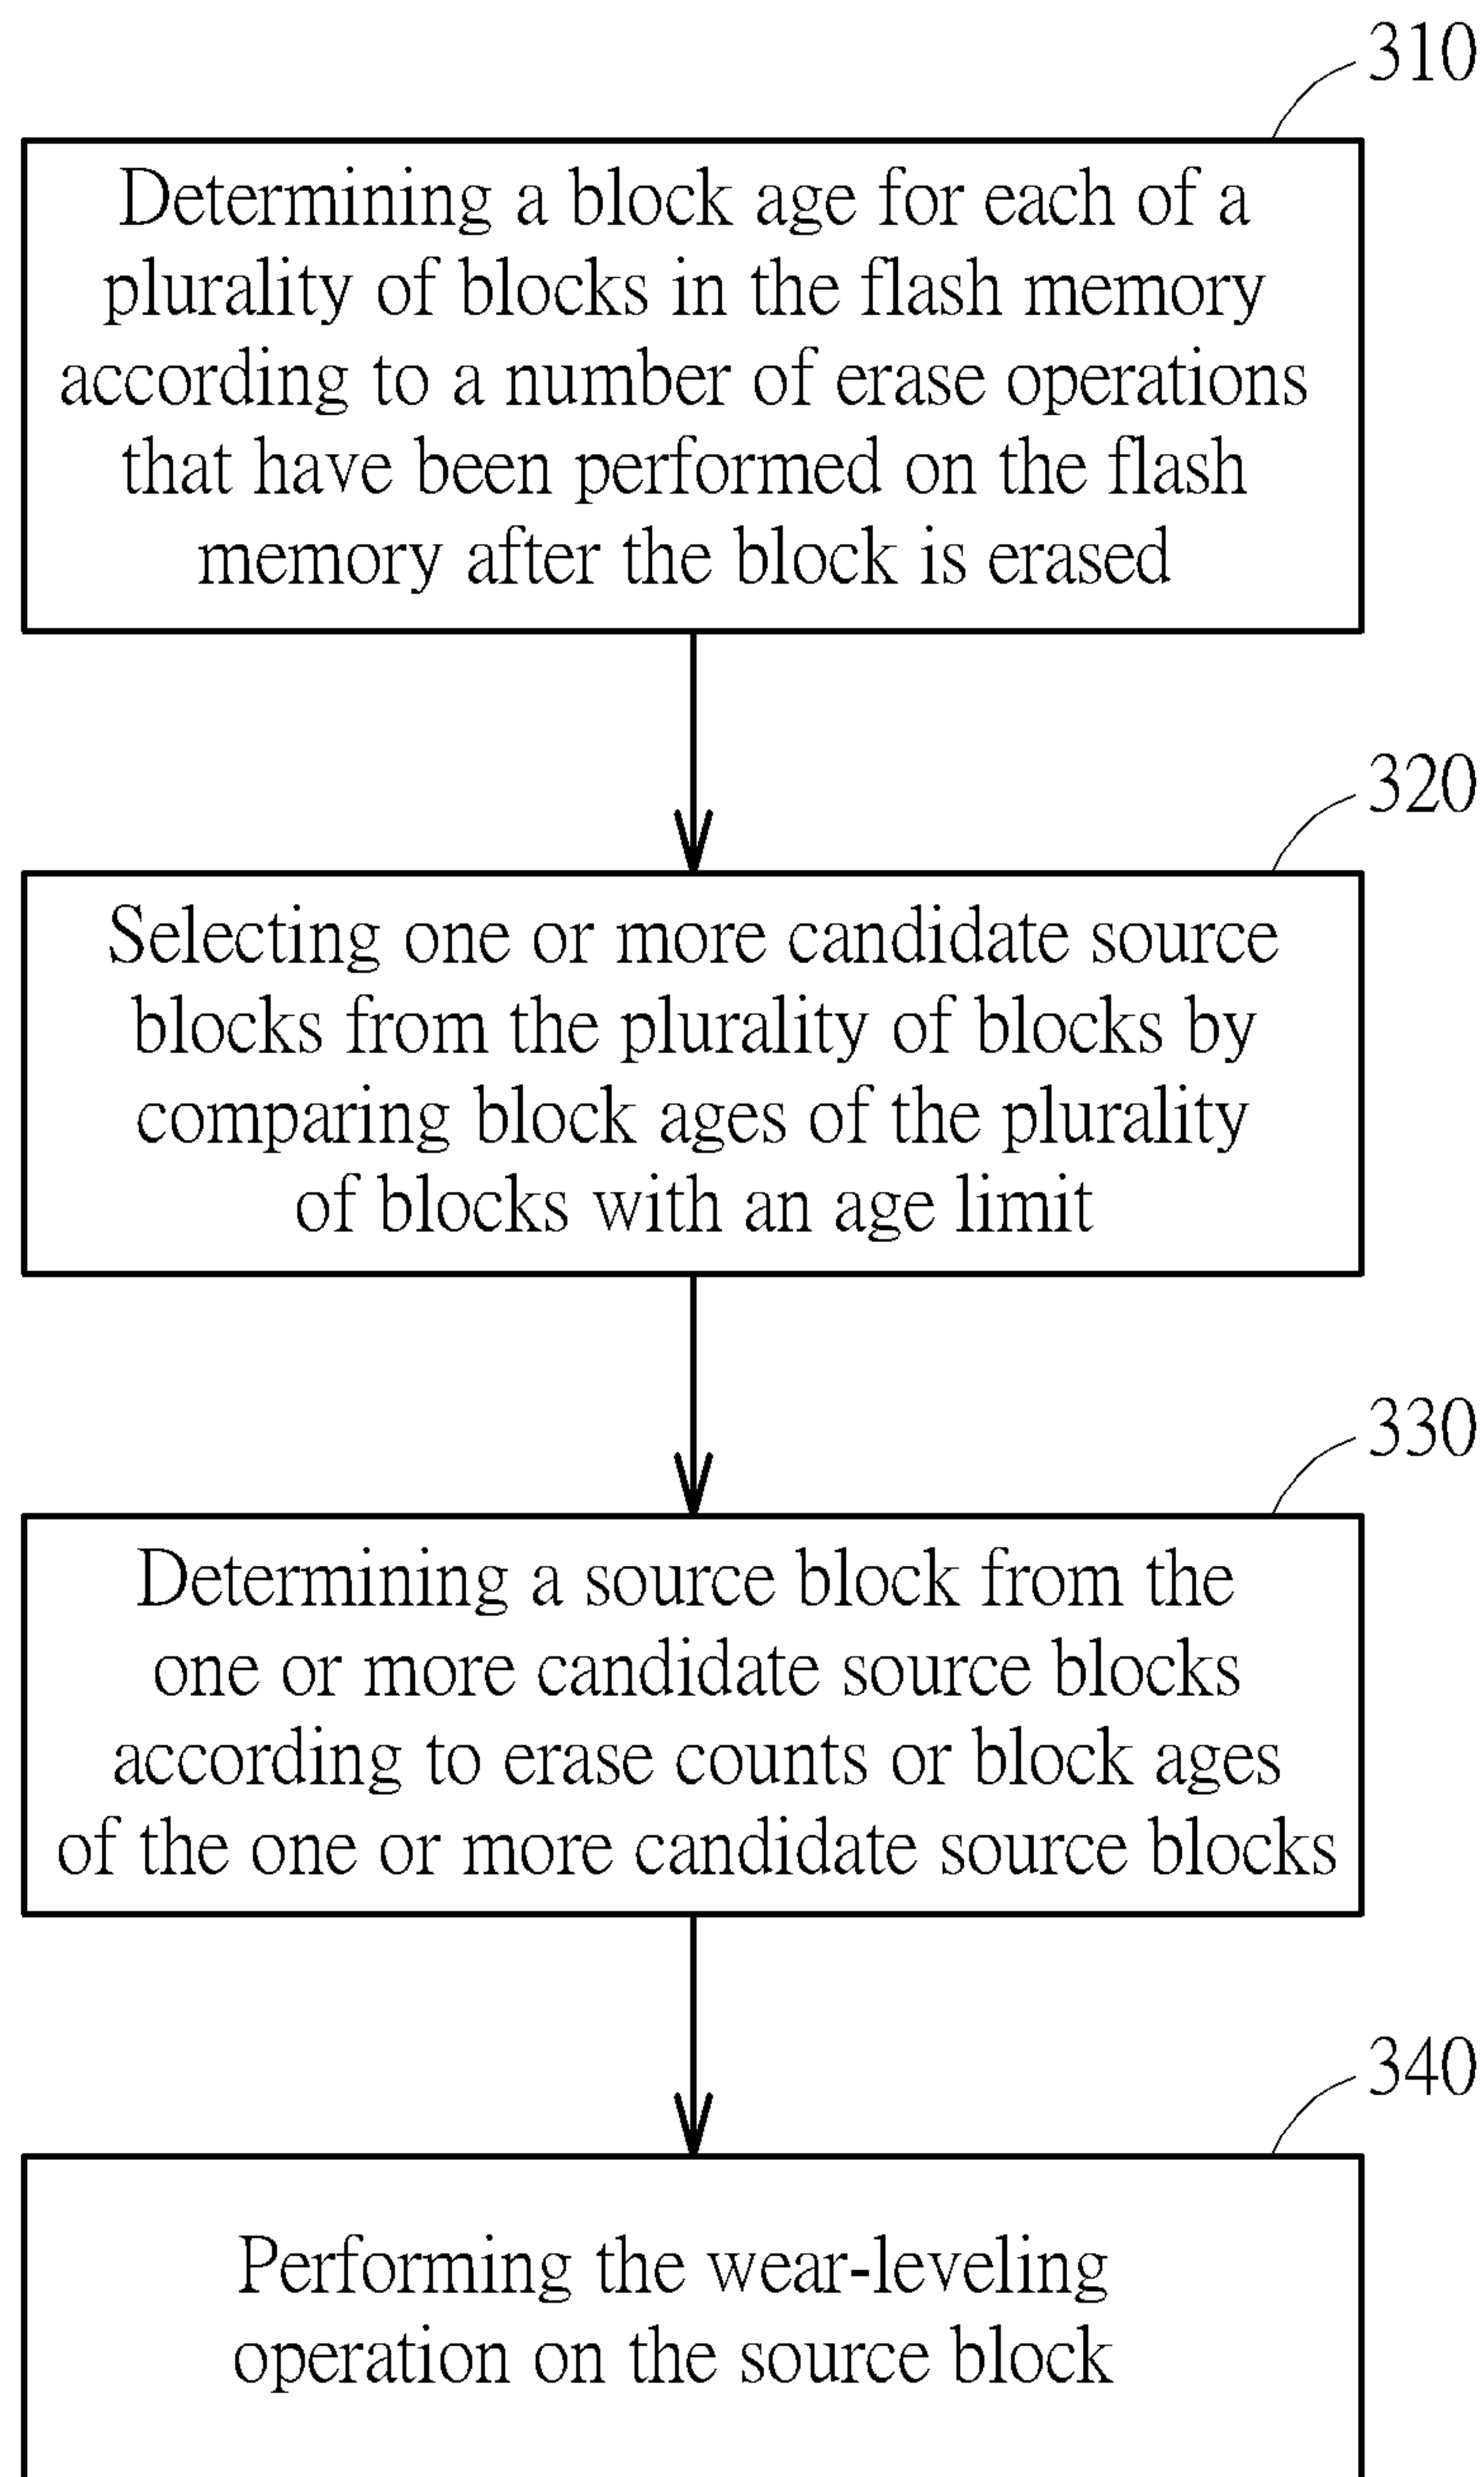 310
Determining a block age for each of a
plurality of blocks in the flash memory
according to a number of erase operations
that have been performed on the flash
memory after the block is erased
320
Selecting one or more candidate source
blocks from the plurality of blocks by
comparing block ages of the plurality
of blocks with an age limit
330
Determining a source block from the
one or more candidate source blocks
according to erase counts or block ages
of the one or more candidate source blocks
340
Performing the wear-leveling
operation on the source block